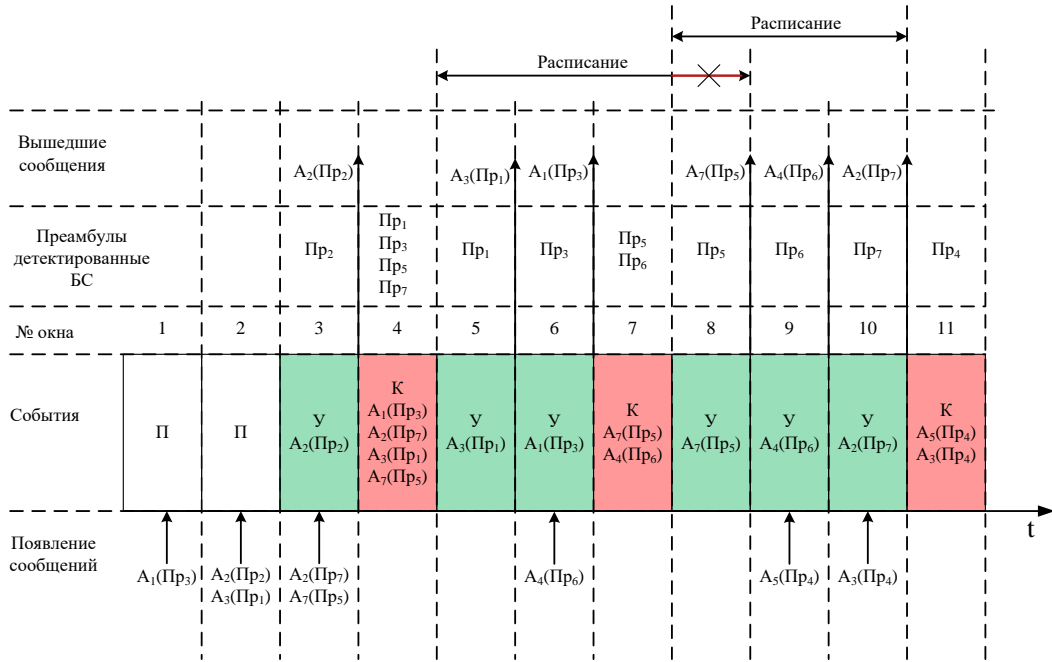 Расписание
Расписание
Вышедшие
сообщения
A₂(Пр₂)
A₃(Пр₁)
A₁(Пр₃)
A₇(Пр₅)
A₄(Пр₆)
A₂(Пр₇)
Преамбулы
детектированные
БС
Пр₂
Пр₁
Пр₃
Пр₅
Пр₇
Пр₁
Пр₃
Пр₅
Пр₆
Пр₅
Пр₆
Пр₇
Пр₄
№ окна
1
2
3
4
5
6
7
8
9
10
11
События
П
П
У
A₂(Пр₂)
К
A₁(Пр₃)
A₂(Пр₇)
A₃(Пр₁)
A₇(Пр₅)
У
A₃(Пр₁)
У
A₁(Пр₃)
К
A₇(Пр₅)
A₄(Пр₆)
У
A₇(Пр₅)
У
A₄(Пр₆)
У
A₂(Пр₇)
К
A₅(Пр₄)
A₃(Пр₄)
t
Появление
сообщений
A₁(Пр₃)
A₂(Пр₂)
A₃(Пр₁)
A₂(Пр₇)
A₇(Пр₅)
A₄(Пр₆)
A₅(Пр₄)
A₃(Пр₄)